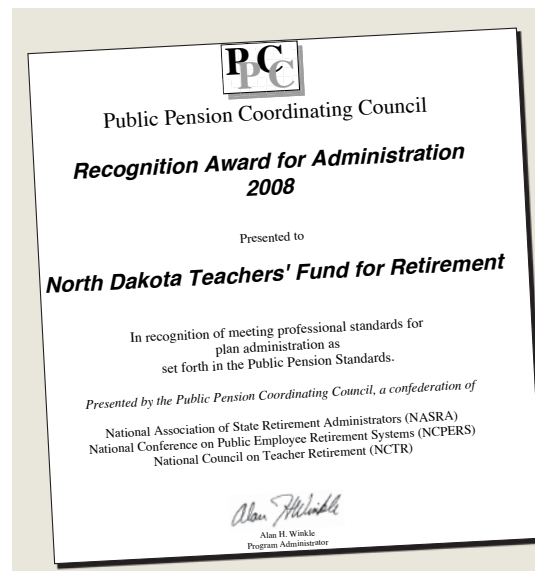 PPCC
Public Pension Coordinating Council
Recognition Award for Administration
2008
Presented to
North Dakota Teachers' Fund for Retirement
In recognition of meeting professional standards for
plan administration as
set forth in the Public Pension Standards.
Presented by the Public Pension Coordinating Council, a confederation of
National Association of State Retirement Administrators (NASRA)
National Conference on Public Employee Retirement Systems (NCPERS)
National Council on Teacher Retirement (NCTR)
Alan H Winkle
Alan H. Winkle
Program Administrator